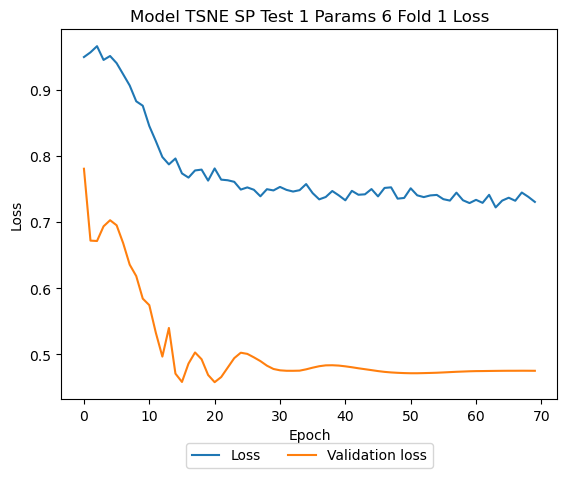 Model TSNE SP Test 1 Params 6 Fold 1 Loss
Loss
0.9
0.8
0.7
0.6
0.5
0 10 20 30 40 50 60 70
Epoch
Loss Validation loss